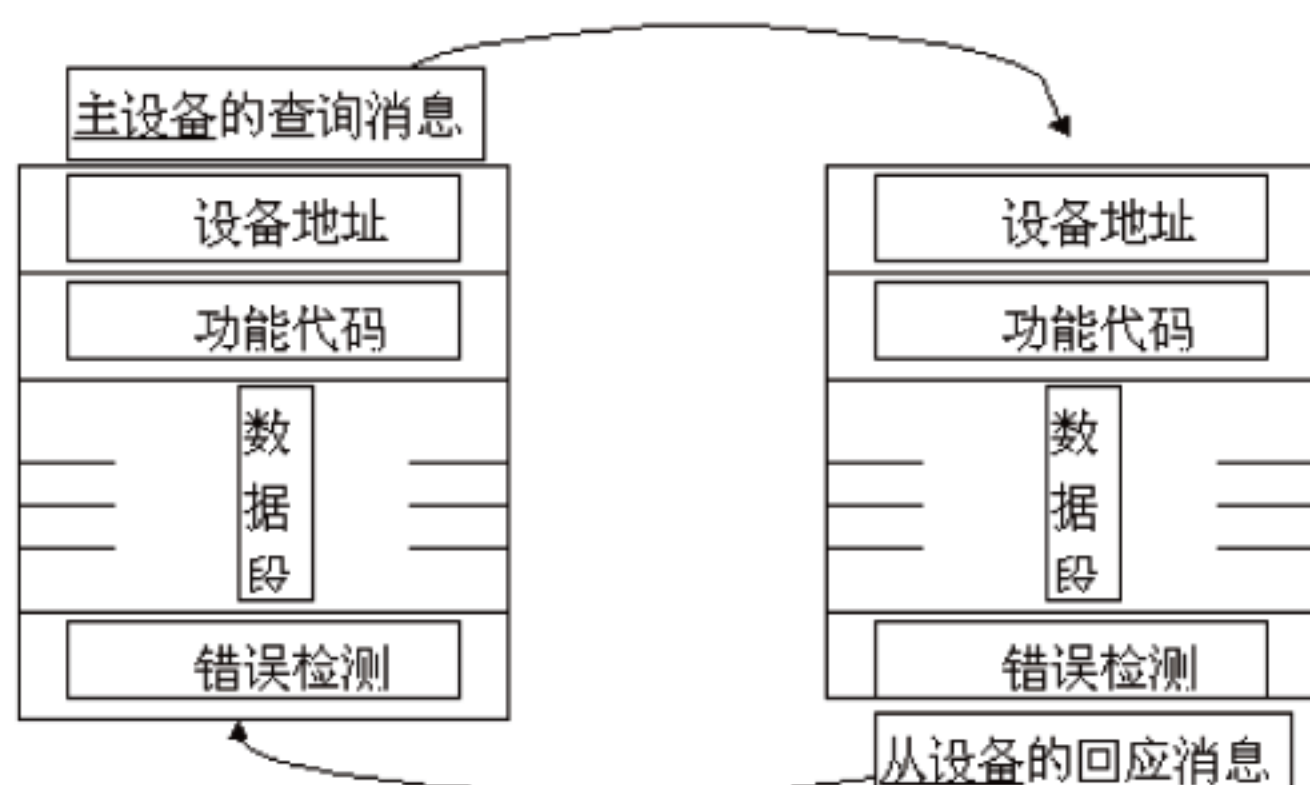 主设备的查询消息
设备地址
功能代码
数
据
段
错误检测
设备地址
功能代码
数
据
段
错误检测
从设备的回应消息